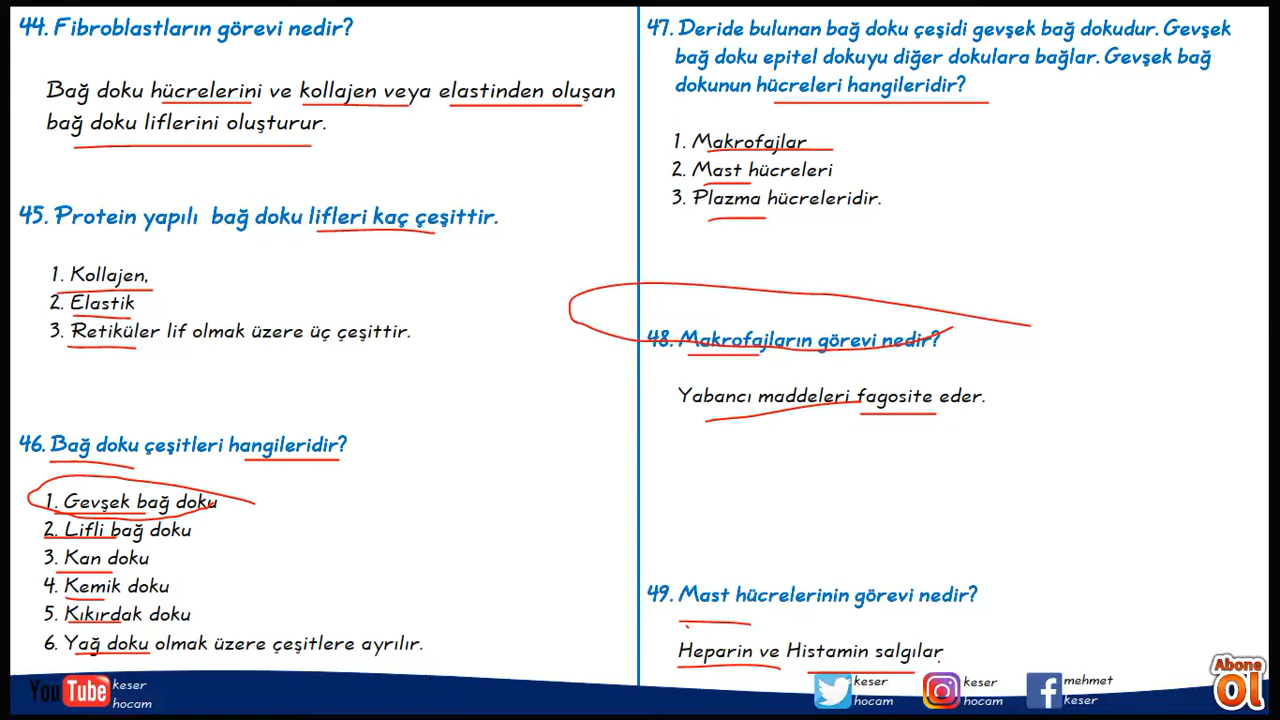 44. Fibroblastların görevi nedir?
Bağ doku hücrelerini ve kollajen veya elastinden oluşan
bağ doku liflerini oluşturur.
45. Protein yapılı bağ doku lifleri kaç çeşittir.
1. Kollajen,
2. Elastik
3. Retiküler lif olmak üzere üç çeşittir.
46. Bağ doku çeşitleri hangileridir?
1. Gevşek bağ doku
2. Lifli bağ doku
3. Kan doku
4. Kemik doku
5. Kıkırdak doku
6. Yağ doku olmak üzere çeşitlere ayrılır.
47. Deride bulunan bağ doku çeşidi gevşek bağ dokudur. Gevşek
bağ doku epitel dokuyu diğer dokulara bağlar. Gevşek bağ
dokunun hücreleri hangileridir?
1. Makrofajlar
2. Mast hücreleri
3. Plazma hücreleridir.
48. Makrofajların görevi nedir?
Yabancı maddeleri fagosite eder.
49. Mast hücrelerinin görevi nedir?
Heparin ve Histamin salgılar.
YouTube keser
hocam
keser
hocam
keser
hocam
mehmet
keser
Abone
OL